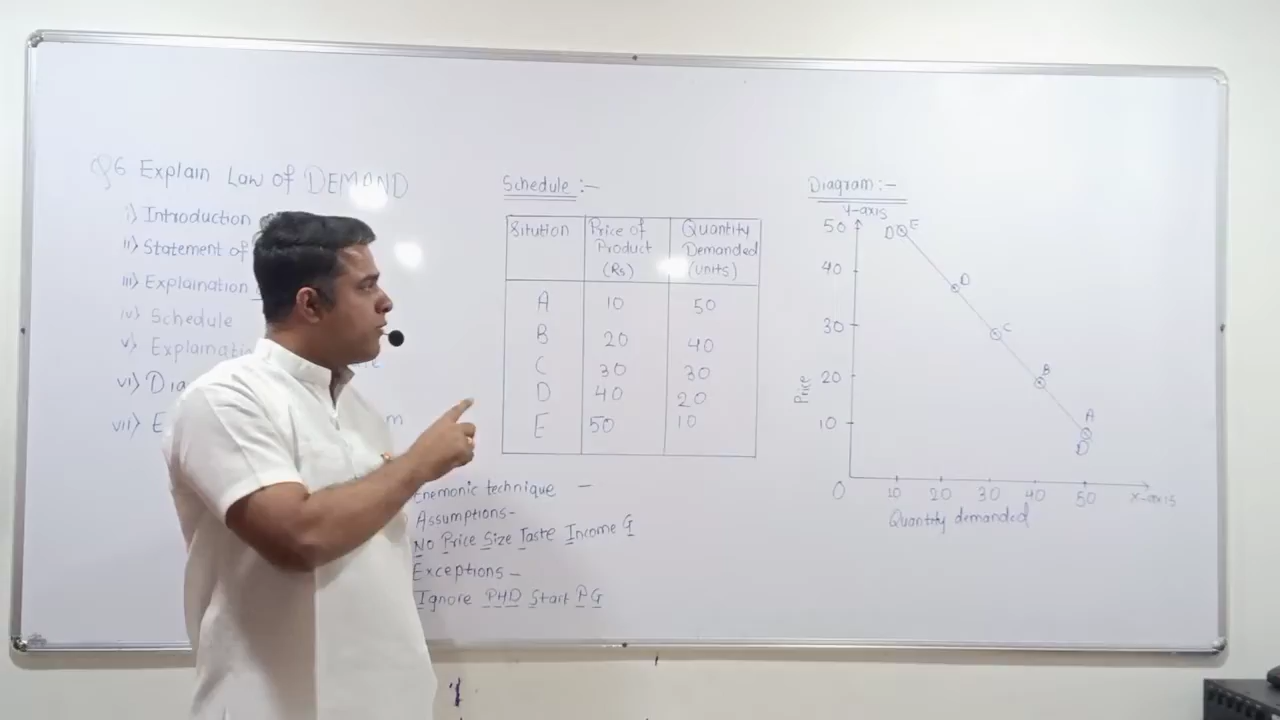 Q6 Explain Law of DEMAND
i) Introduction
ii) Statement of
iii) Explaination
iv) Schedule
v) Explainati
vi) Dia
vii) E
m
Schedule :-
Sitution Price of Product (Rs) Quantity Demanded (units)
A 10 50
B 20 40
C 30 30
D 40 20
E 50 10
Enemonic technique -
Assumptions-
No Price Size Taste Income G
Exceptions -
Ignore PHD Start PG
Diagram :-
Y-axis
50 D E
40 D
30 C
20 B
10 A
D
Price
0 10 20 30 40 50 X-axis
Quantity demanded